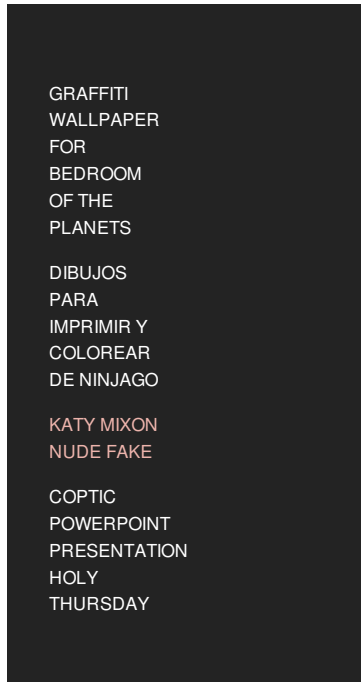 GRAFFITI
WALLPAPER
FOR
BEDROOM
OF THE
PLANETS
DIBUJOS
PARA
IMPRIMIR Y
COLOREAR
DE NINJAGO
KATY MIXON
NUDE FAKE
COPTIC
POWERPOINT
PRESENTATION
HOLY
THURSDAY